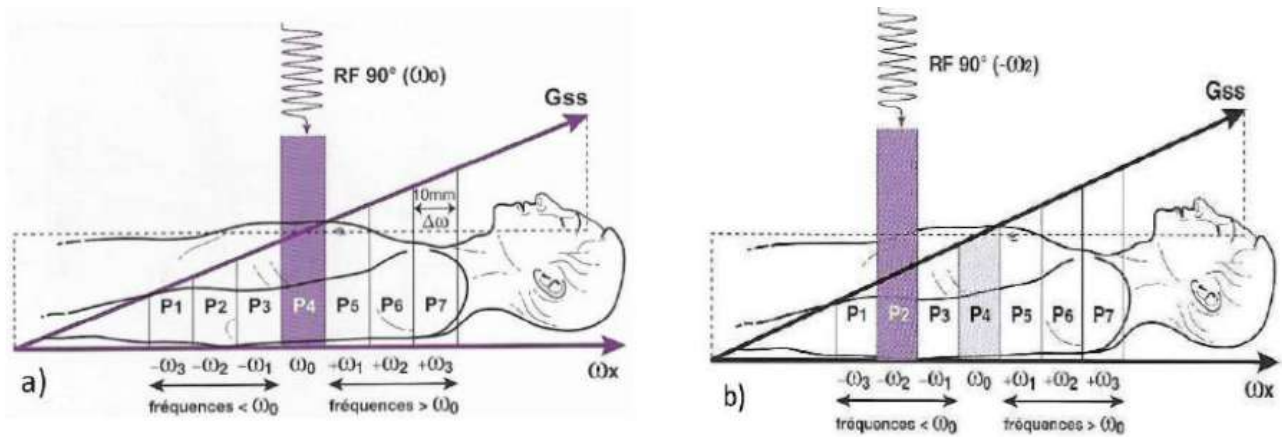 RF 90° (ω0)
Gss
10mm
Δω
P1 P2 P3 P4 P5 P6 P7
-ω3 -ω2 -ω1 ω0 +ω1 +ω2 +ω3
ωx
fréquences < ω0 fréquences > ω0
a)
RF 90° (-ω2)
Gss
P1 P2 P3 P4 P5 P6 P7
-ω3 -ω2 -ω1 ω0 +ω1 +ω2 +ω3
ωx
fréquences < ω0 fréquences > ω0
b)